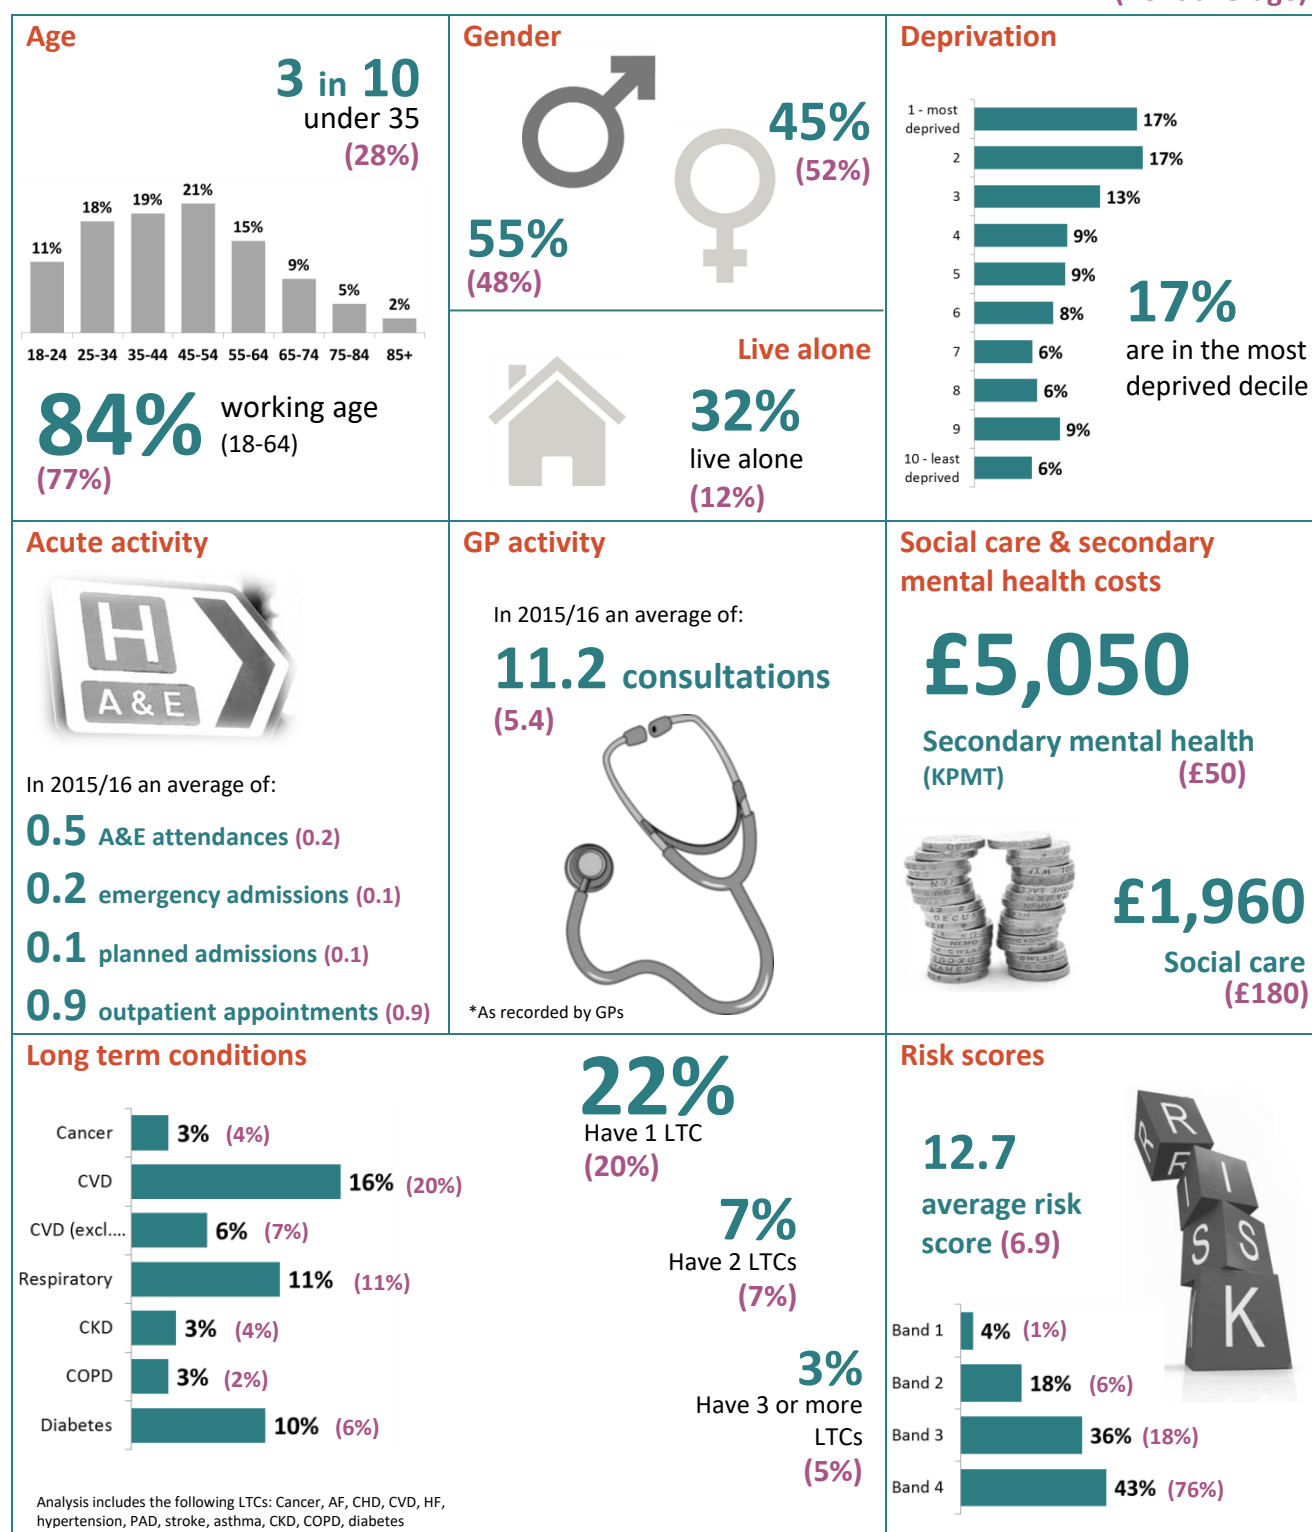 Age
3 in 10
under 35
(28%)
11%
18%
19%
21%
15%
9%
5%
2%
18-24 25-34 35-44 45-54 55-64 65-74 75-84 85+
84% working age
(18-64)
(77%)
Gender
45%
(52%)
55%
(48%)
Live alone
32%
live alone
(12%)
Deprivation
1 - most
deprived
17%
2 17%
3 13%
4 9%
5 9%
6 8%
7 6%
8 6%
9 9%
10 - least
deprived
6%
17%
are in the most
deprived decile
Acute activity
H
A & E
In 2015/16 an average of:
0.5 A&E attendances (0.2)
0.2 emergency admissions (0.1)
0.1 planned admissions (0.1)
0.9 outpatient appointments (0.9)
GP activity
In 2015/16 an average of:
11.2 consultations
(5.4)
*As recorded by GPs
Social care & secondary
mental health costs
£5,050
Secondary mental health
(KPMT) (£50)
£1,960
Social care
(£180)
Long term conditions
Cancer 3% (4%)
CVD 16% (20%)
CVD (excl.... 6% (7%)
Respiratory 11% (11%)
CKD 3% (4%)
COPD 3% (2%)
Diabetes 10% (6%)
22%
Have 1 LTC
(20%)
7%
Have 2 LTCs
(7%)
3%
Have 3 or more
LTCs
(5%)
Analysis includes the following LTCs: Cancer, AF, CHD, CVD, HF,
hypertension, PAD, stroke, asthma, CKD, COPD, diabetes
Risk scores
12.7
average risk
score (6.9)
R
I
S
K
Band 1 4% (1%)
Band 2 18% (6%)
Band 3 36% (18%)
Band 4 43% (76%)